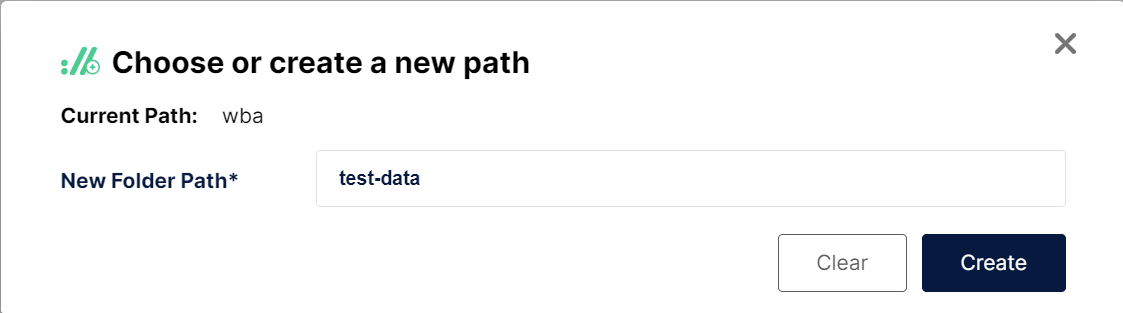 Choose or create a new path
Current Path: wba
New Folder Path* test-data
Clear Create